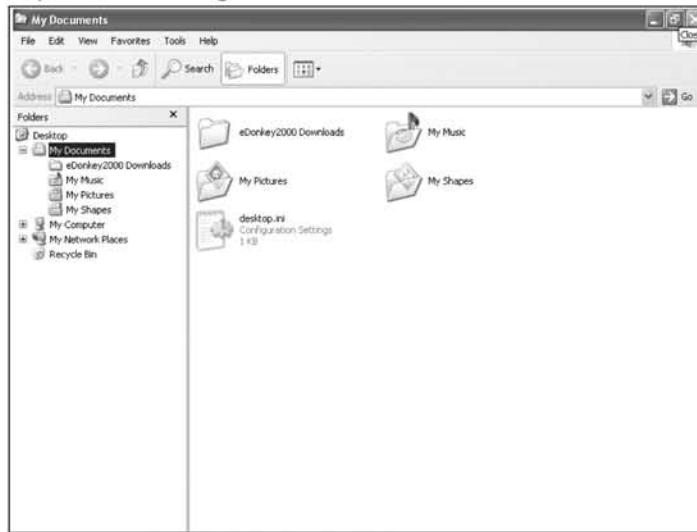 My Documents
File Edit View Favorites Tools Help
Close
Back Search Folders
Address My Documents Go
Folders
Desktop
My Documents
eDonkey2000 Downloads
My Music
My Pictures
My Shapes
My Computer
My Network Places
Recycle Bin
eDonkey2000 Downloads My Music
My Pictures My Shapes
desktop.ini
Configuration Settings
1 KB